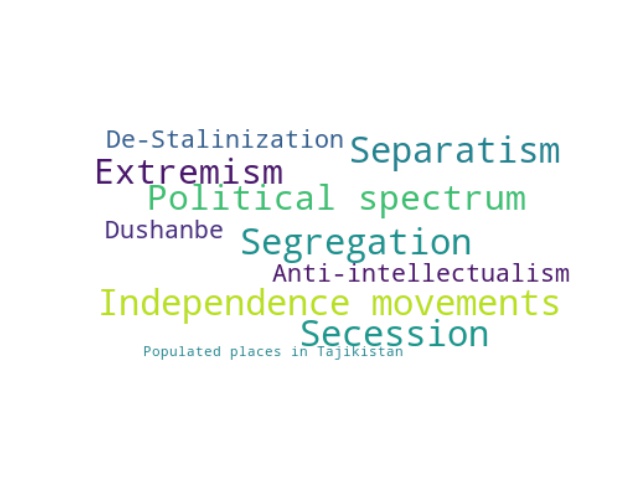 De-Stalinization
Separatism
Extremism
Political spectrum
Dushanbe
Segregation
Anti-intellectualism
Independence movements
Secession
Populated places in Tajikistan